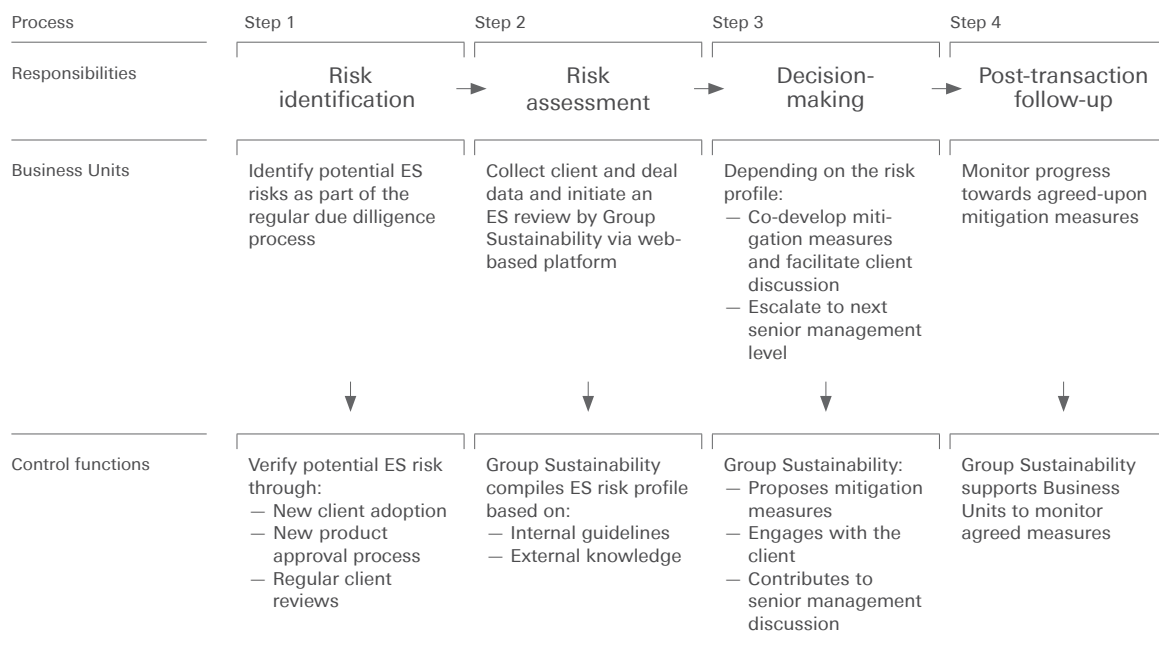 Process
Step 1
Step 2
Step 3
Step 4
Responsibilities
Risk
identification
Risk
assessment
Decision-
making
Post-transaction
follow-up
Business Units
Identify potential ES
risks as part of the
regular due dilligence
process
Collect client and deal
data and initiate an
ES review by Group
Sustainability via web-
based platform
Depending on the risk
profile:
— Co-develop miti-
gation measures
and facilitate client
discussion
— Escalate to next
senior management
level
Monitor progress
towards agreed-upon
mitigation measures
Control functions
Verify potential ES risk
through:
— New client adoption
— New product
approval process
— Regular client
reviews
Group Sustainability
compiles ES risk profile
based on:
— Internal guidelines
— External knowledge
Group Sustainability:
— Proposes mitigation
measures
— Engages with the
client
— Contributes to
senior management
discussion
Group Sustainability
supports Business
Units to monitor
agreed measures